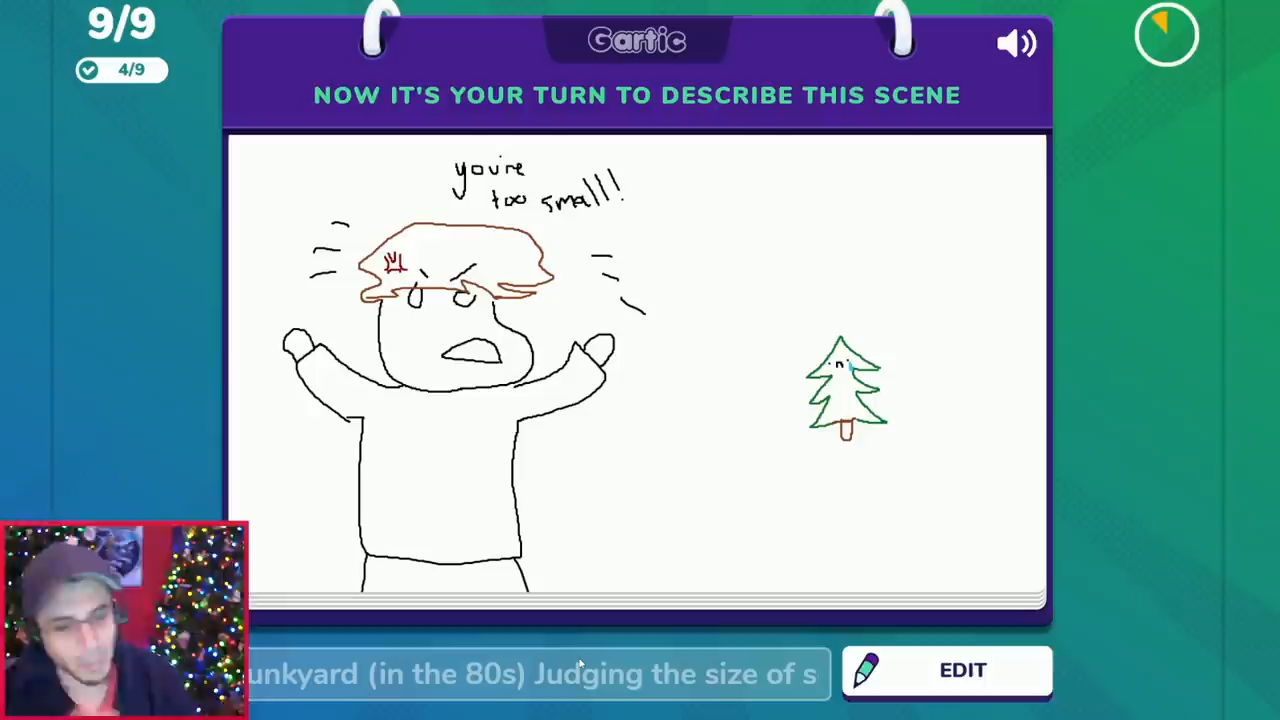 9/9
4/9
Gartic
NOW IT'S YOUR TURN TO DESCRIBE THIS SCENE
you're
too small!!
unkyard (in the 80s) Judging the size of s
EDIT